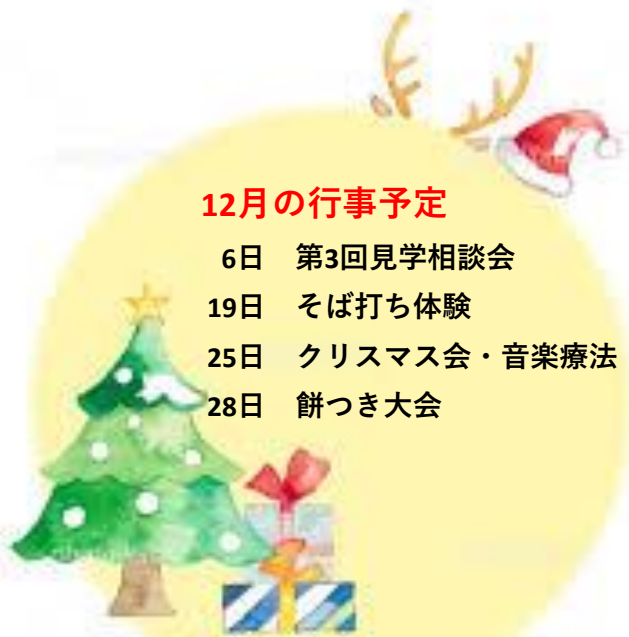 12月の行事予定
6日 第3回見学相談会
19日 そば打ち体験
25日 クリスマス会・音楽療法
28日 餅つき大会